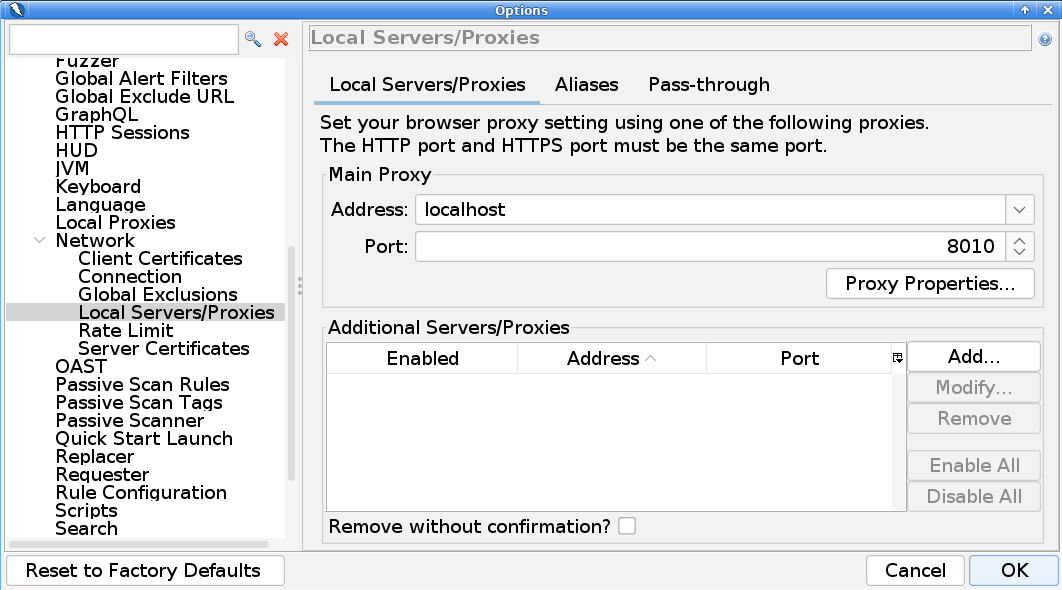 Options
Local Servers/Proxies
Fuzzer
Global Alert Filters
Global Exclude URL
GraphQL
HTTP Sessions
HUD
JVM
Keyboard
Language
Local Proxies
Network
Client Certificates
Connection
Global Exclusions
Local Servers/Proxies
Rate Limit
Server Certificates
OAST
Passive Scan Rules
Passive Scan Tags
Passive Scanner
Quick Start Launch
Replacer
Requester
Rule Configuration
Scripts
Search
Local Servers/Proxies Aliases Pass-through
Set your browser proxy setting using one of the following proxies.
The HTTP port and HTTPS port must be the same port.
Main Proxy
Address: localhost
Port: 8010
Proxy Properties...
Additional Servers/Proxies
Enabled Address Port
Add...
Modify...
Remove
Enable All
Disable All
Remove without confirmation?
Reset to Factory Defaults Cancel OK